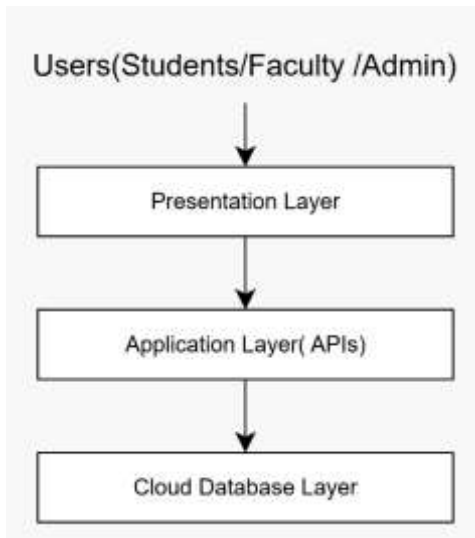 Users(Students/Faculty /Admin)
Presentation Layer
Application Layer( APIs)
Cloud Database Layer